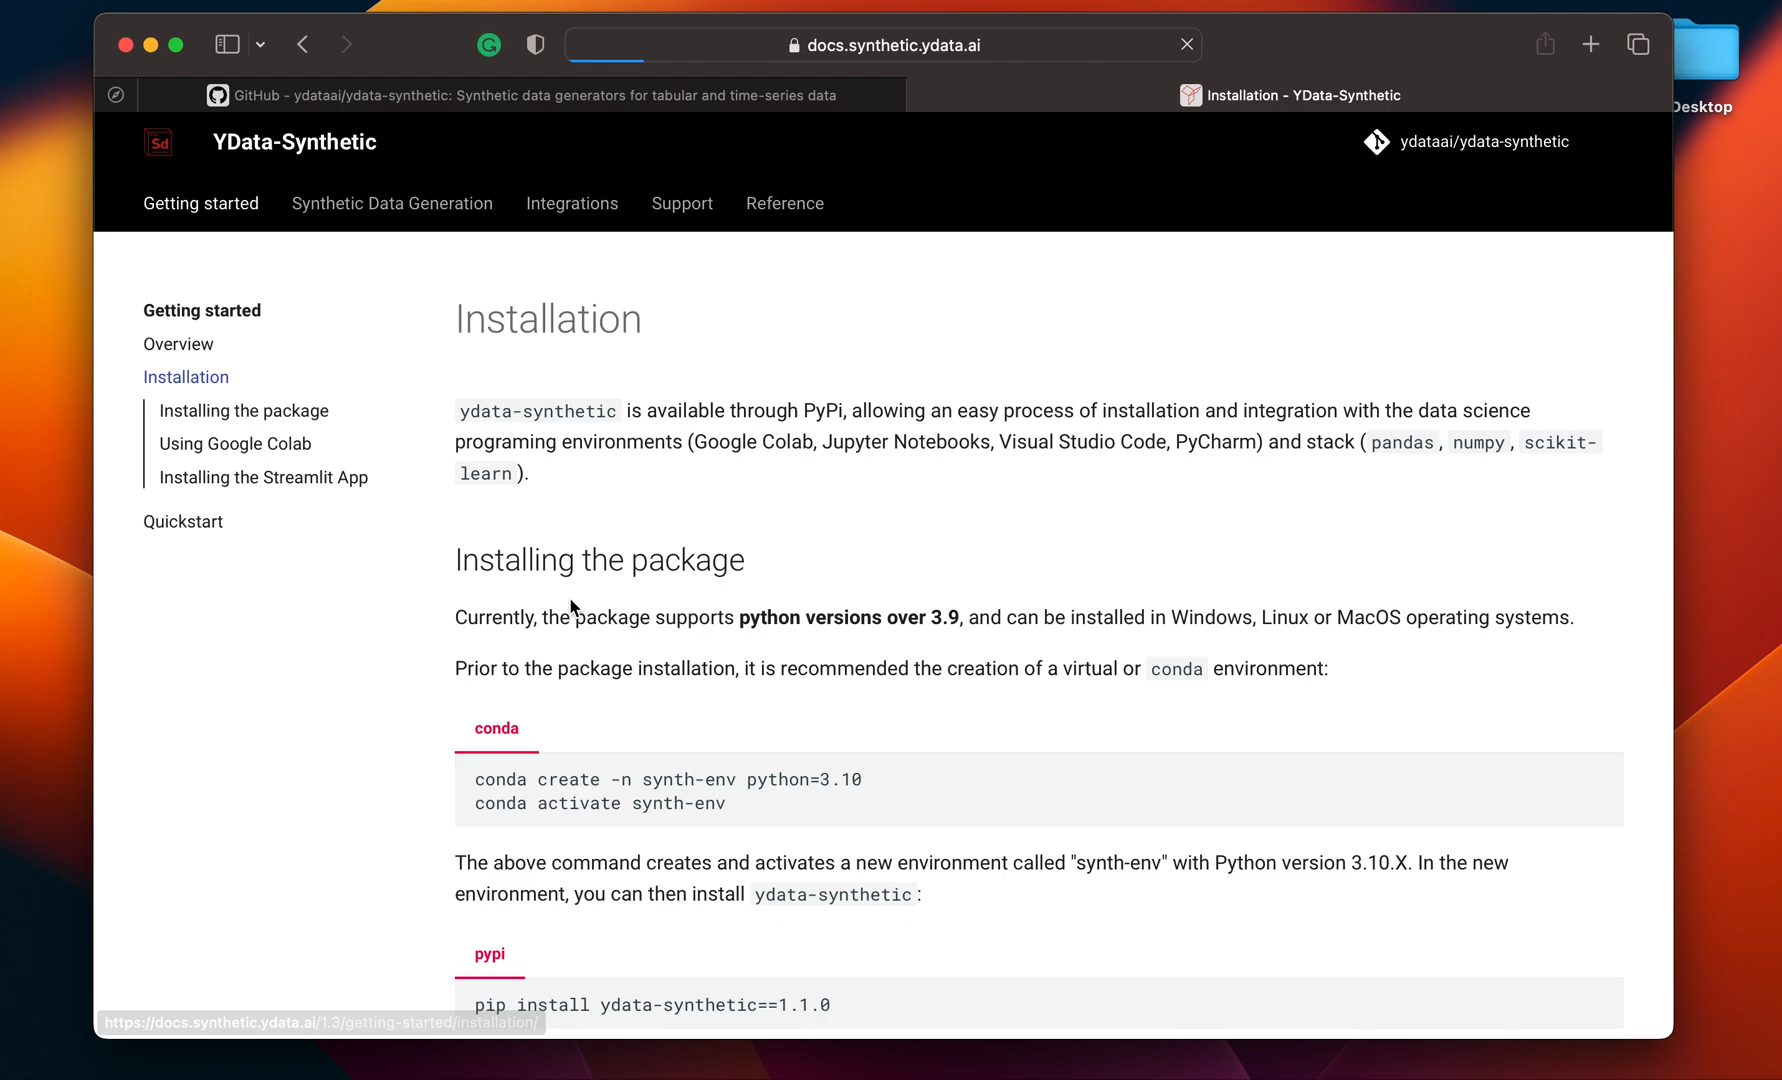 docs.synthetic.ydata.ai
GitHub - ydataai/ydata-synthetic: Synthetic data generators for tabular and time-series data
Installation - YData-Synthetic
Desktop
Sd
YData-Synthetic
ydataai/ydata-synthetic
Getting started
Synthetic Data Generation
Integrations
Support
Reference
Getting started
Overview
Installation
Installing the package
Using Google Colab
Installing the Streamlit App
Quickstart
Installation
ydata-synthetic is available through PyPi, allowing an easy process of installation and integration with the data science
programing environments (Google Colab, Jupyter Notebooks, Visual Studio Code, PyCharm) and stack ( pandas , numpy , scikit-
learn ).
Installing the package
Currently, the package supports python versions over 3.9, and can be installed in Windows, Linux or MacOS operating systems.
Prior to the package installation, it is recommended the creation of a virtual or conda environment:
conda
conda create -n synth-env python=3.10
conda activate synth-env
The above command creates and activates a new environment called "synth-env" with Python version 3.10.X. In the new
environment, you can then install ydata-synthetic :
pypi
pip install ydata-synthetic==1.1.0
https://docs.synthetic.ydata.ai/1.3/getting-started/installation/